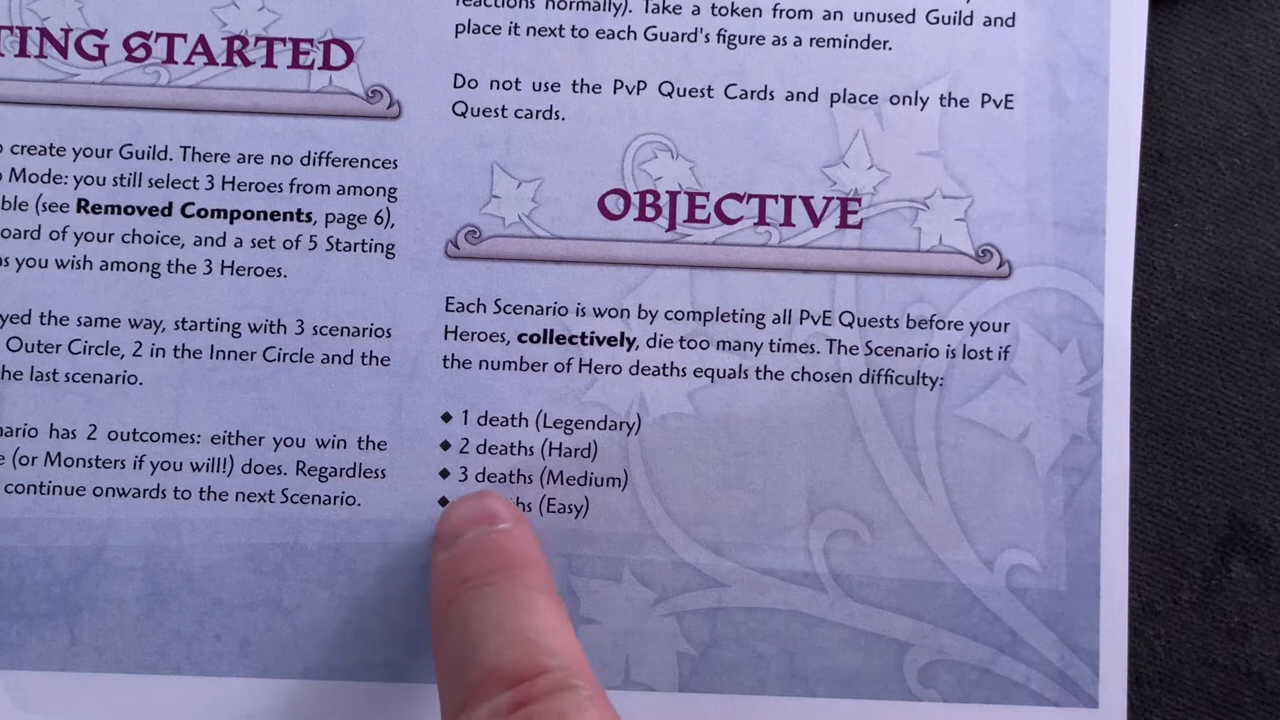 TING STARTED
create your Guild. There are no differences
Mode: you still select 3 Heroes from among
ble (see Removed Components, page 6),
oard of your choice, and a set of 5 Starting
as you wish among the 3 Heroes.
yed the same way, starting with 3 scenarios
Outer Circle, 2 in the Inner Circle and the
he last scenario.
nario has 2 outcomes: either you win the
e (or Monsters if you will!) does. Regardless
continue onwards to the next Scenario.
reactions normally). Take a token from an unused Guild and
place it next to each Guard's figure as a reminder.
Do not use the PvP Quest Cards and place only the PvE
Quest cards.
OBJECTIVE
Each Scenario is won by completing all PvE Quests before your
Heroes, collectively, die too many times. The Scenario is lost if
the number of Hero deaths equals the chosen difficulty:
◆ 1 death (Legendary)
◆ 2 deaths (Hard)
◆ 3 deaths (Medium)
◆ hs (Easy)